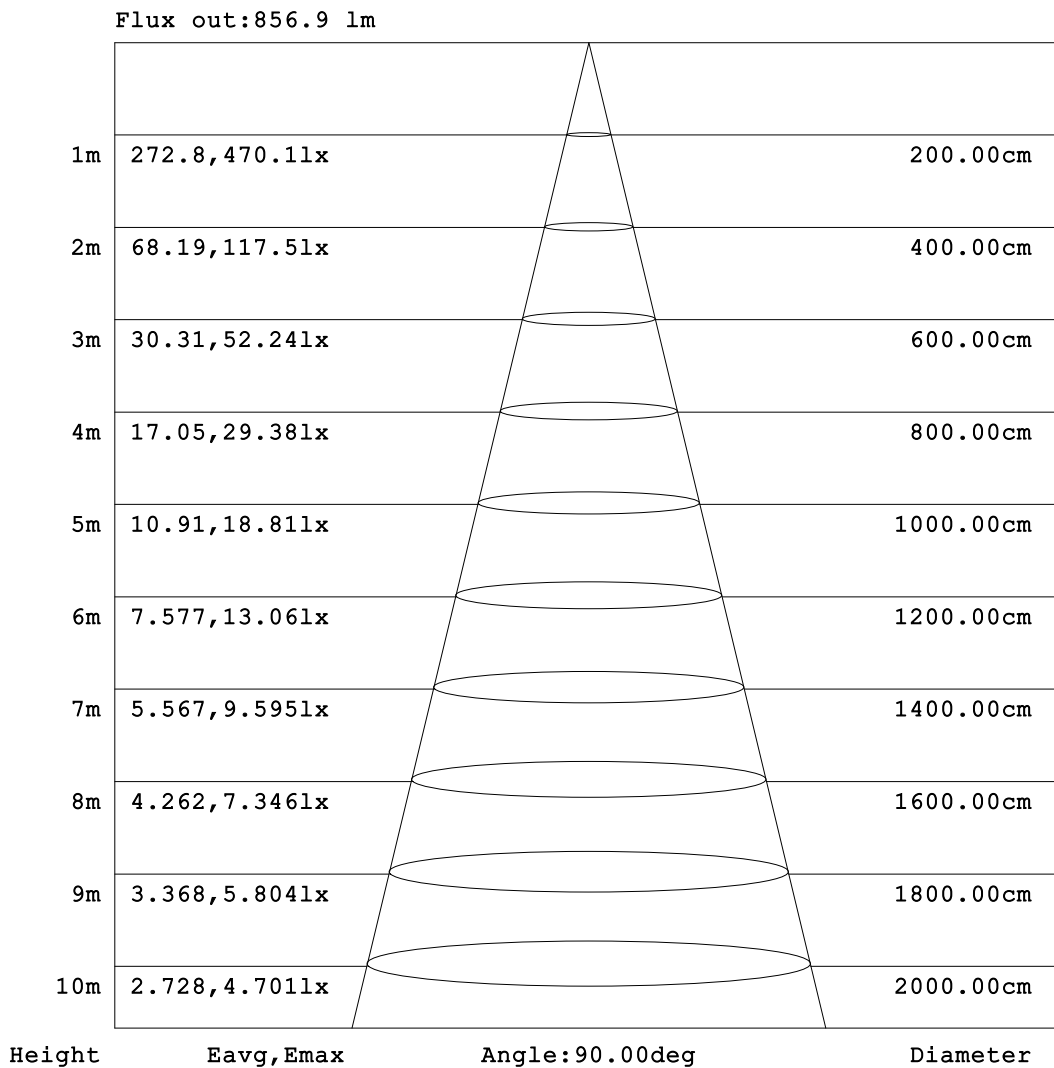 Flux out:856.9 lm
1m 272.8,470.1lx 200.00cm
2m 68.19,117.5lx 400.00cm
3m 30.31,52.24lx 600.00cm
4m 17.05,29.38lx 800.00cm
5m 10.91,18.81lx 1000.00cm
6m 7.577,13.06lx 1200.00cm
7m 5.567,9.595lx 1400.00cm
8m 4.262,7.346lx 1600.00cm
9m 3.368,5.804lx 1800.00cm
10m 2.728,4.701lx 2000.00cm
Height Eavg,Emax Angle:90.00deg Diameter